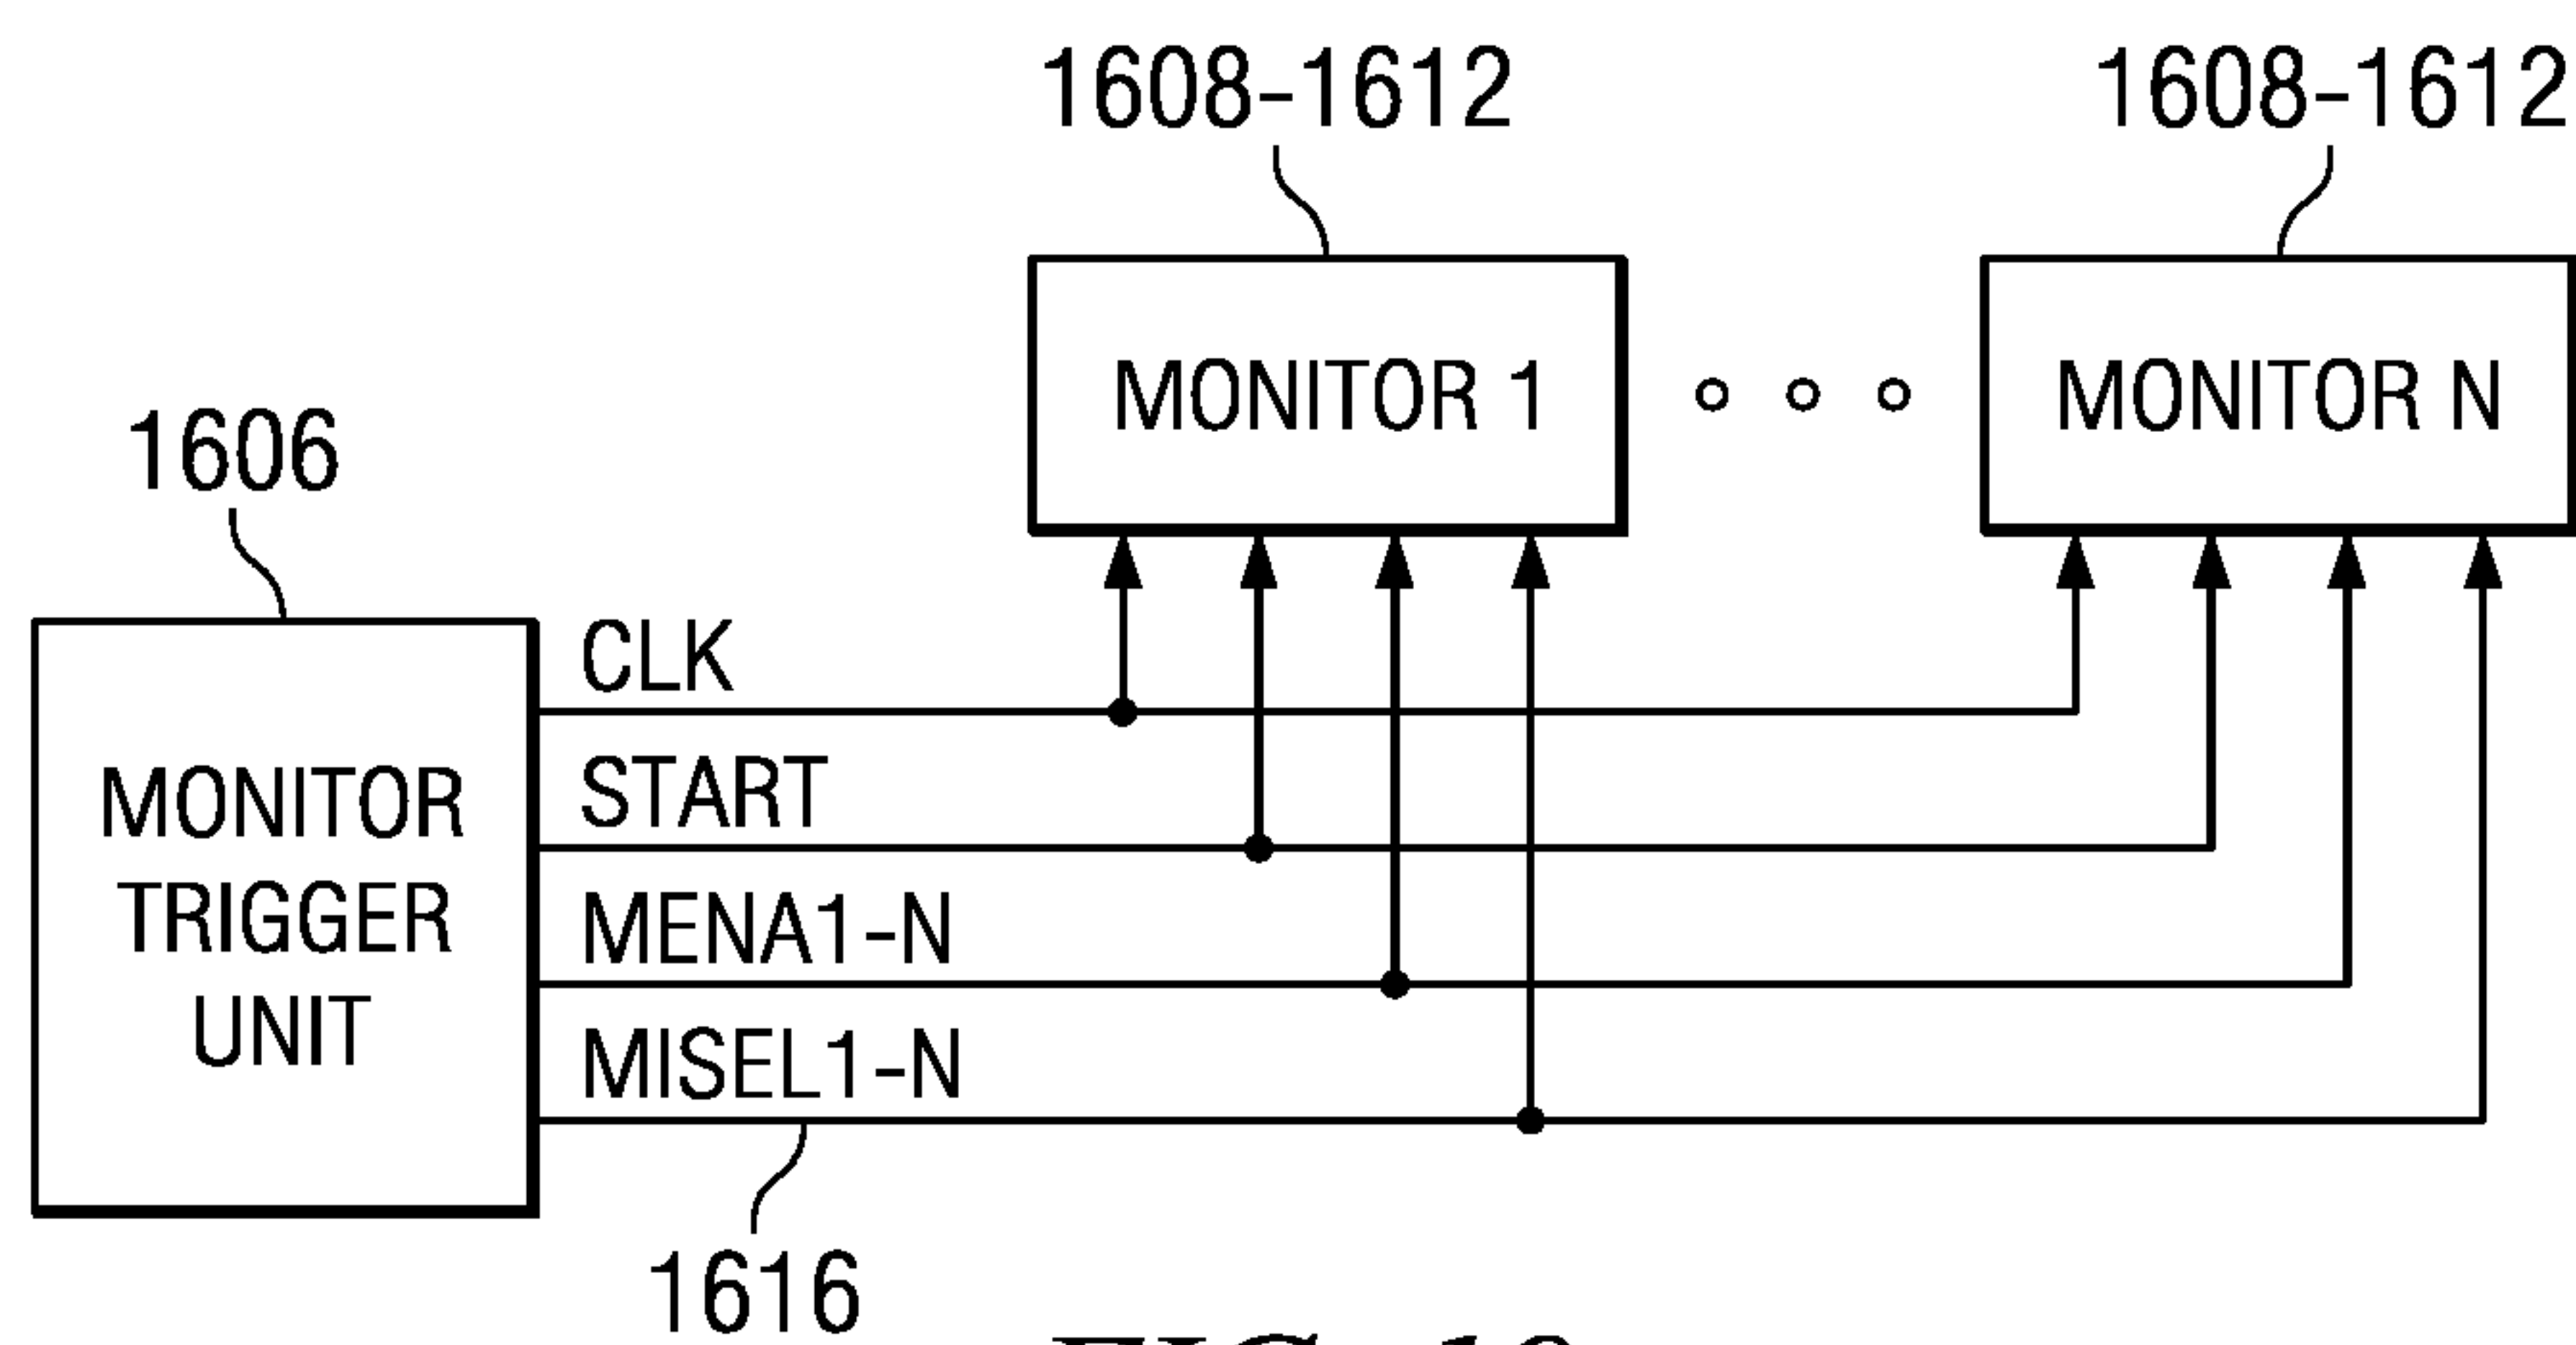 1608-1612
1608-1612
MONITOR 1
MONITOR N
1606
MONITOR
TRIGGER
UNIT
CLK
START
MENA1-N
MISEL1-N
1616